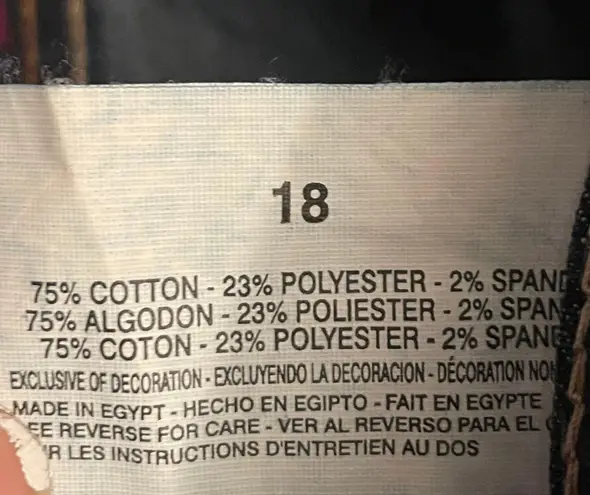 18
75% COTTON - 23% POLYESTER - 2% SPAND
75% ALGODON - 23% POLIESTER - 2% SPAN
75% COTON - 23% POLYESTER - 2% SPAND
EXCLUSIVE OF DECORATION - EXCLUYENDO LA DECORACION - DÉCORATION NON
MADE IN EGYPT - HECHO EN EGIPTO - FAIT EN EGYPTE
EE REVERSE FOR CARE - VER AL REVERSO PARA EL
R LES INSTRUCTIONS D'ENTRETIEN AU DOS